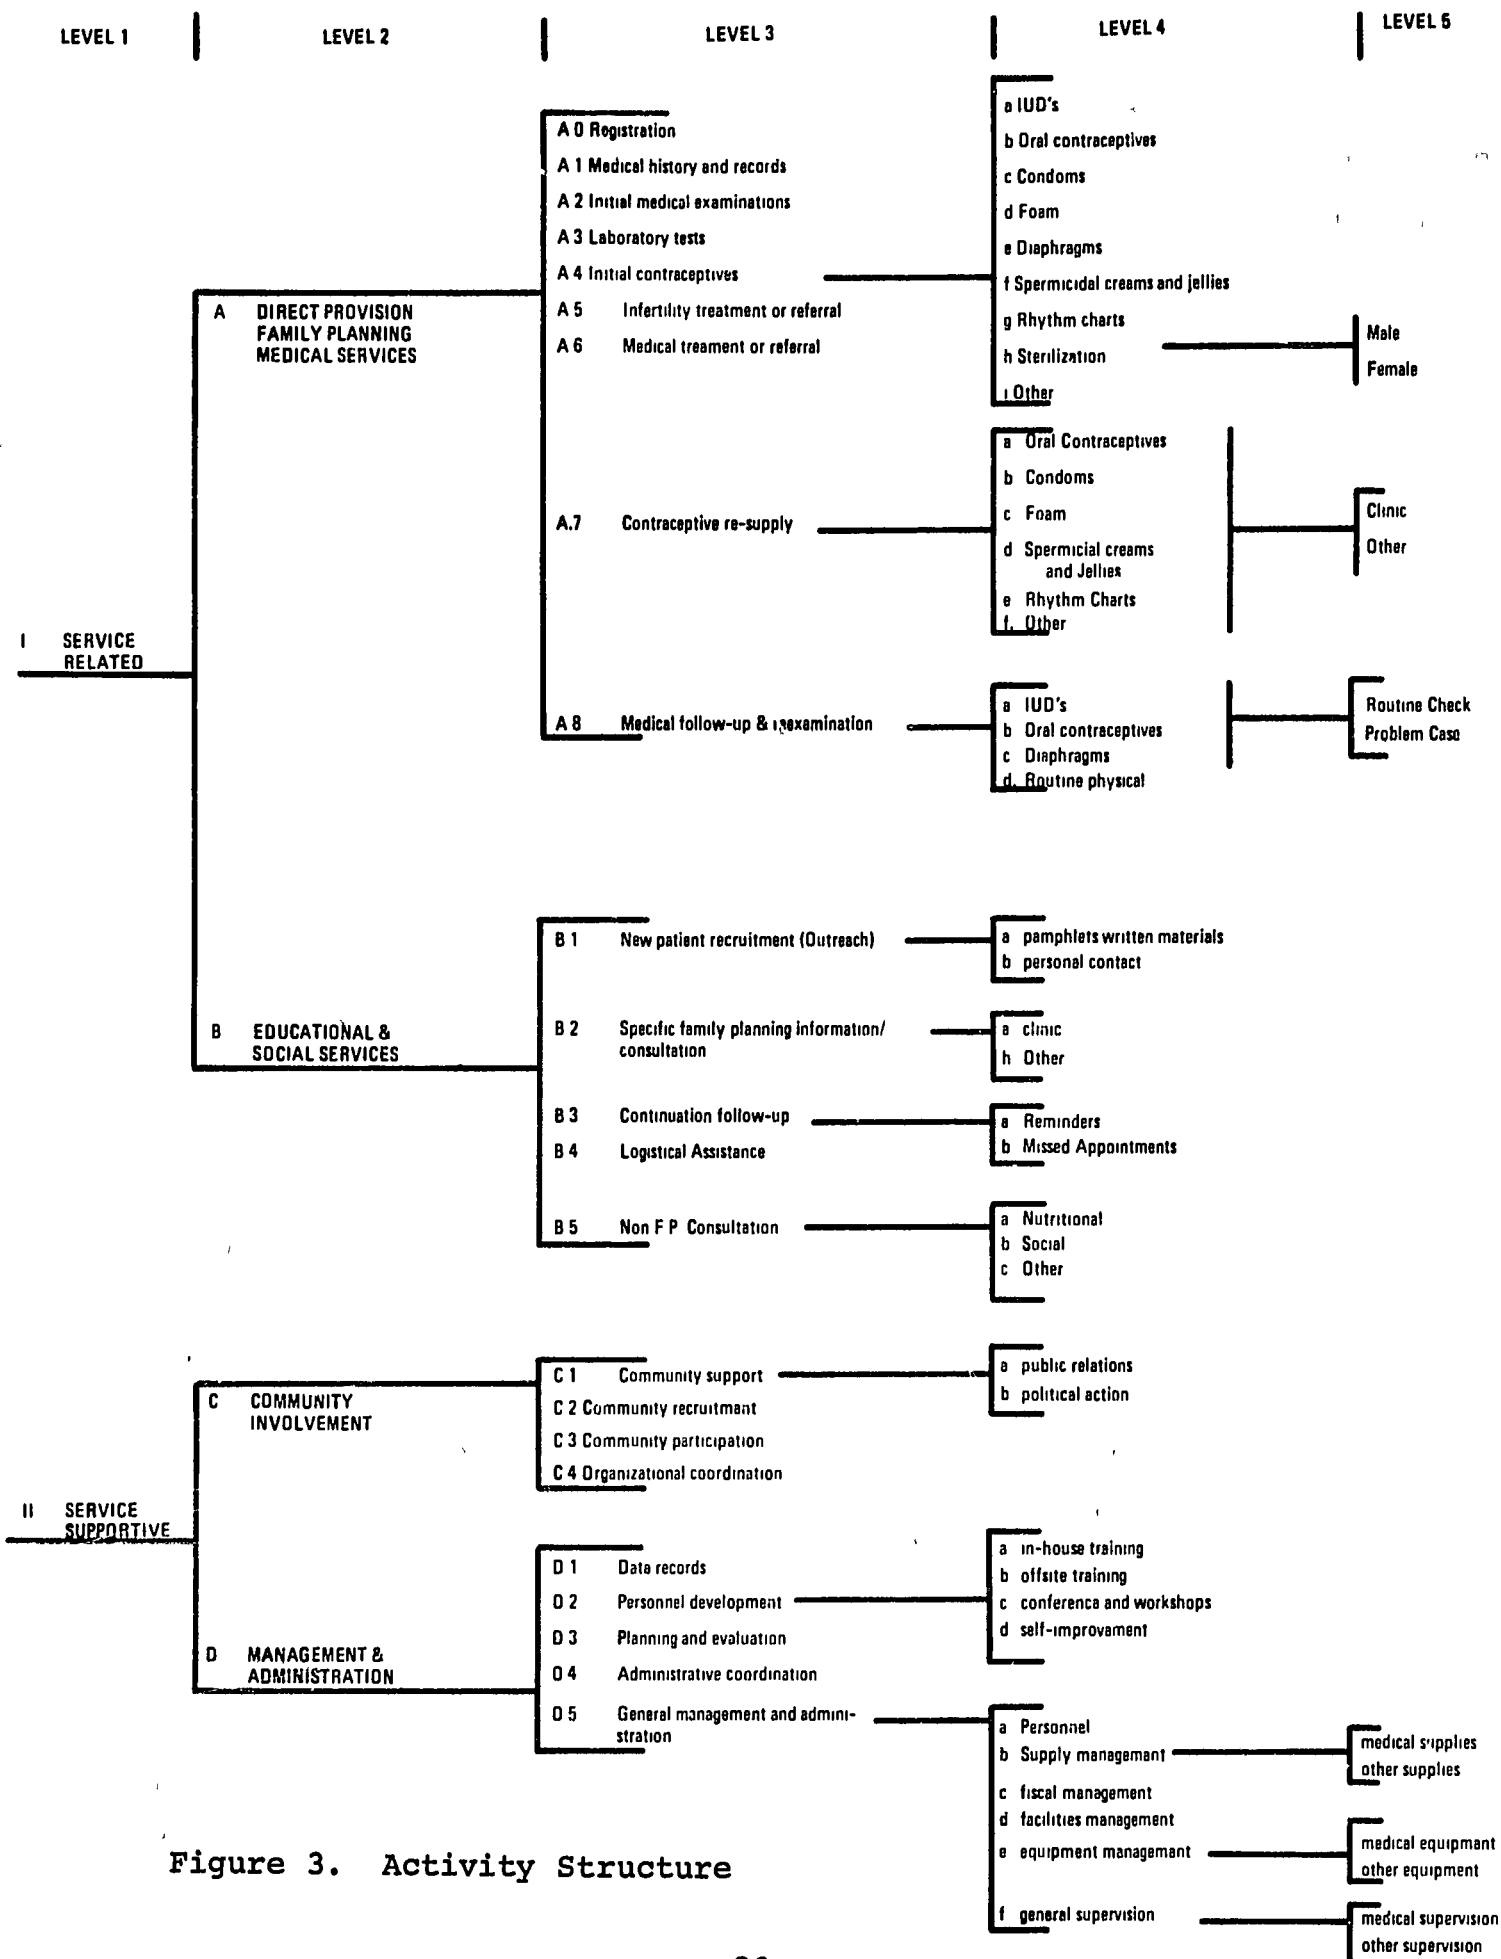 LEVEL 1
LEVEL 2
LEVEL 3
LEVEL 4
LEVEL 5
I SERVICE
RELATED
A DIRECT PROVISION
FAMILY PLANNING
MEDICAL SERVICES
A 0 Registration
A 1 Medical history and records
A 2 Initial medical examinations
A 3 Laboratory tests
A 4 Initial contraceptives
a IUD's
b Oral contraceptives
c Condoms
d Foam
e Diaphragms
f Spermicidal creams and jellies
g Rhythm charts
h Sterilization
Male
Female
i Other
A 5 Infertility treatment or referral
A 6 Medical treament or referral
A.7 Contraceptive re-supply
a Oral Contraceptives
b Condoms
c Foam
d Spermicial creams
and Jellies
e Rhythm Charts
f. Other
Clinic
Other
A 8 Medical follow-up & reexamination
a IUD's
b Oral contraceptives
c Diaphragms
d. Routine physical
Routine Check
Problem Case
B EDUCATIONAL &
SOCIAL SERVICES
B 1 New patient recruitment (Outreach)
a pamphlets written materials
b personal contact
B 2 Specific family planning information/
consultation
a clinic
h Other
B 3 Continuation follow-up
a Reminders
b Missed Appointments
B 4 Logistical Assistance
B 5 Non F P Consultation
a Nutritional
b Social
c Other
II SERVICE
SUPPORTIVE
C COMMUNITY
INVOLVEMENT
C 1 Community support
a public relations
b political action
C 2 Community recruitment
C 3 Community participation
C 4 Organizational coordination
D MANAGEMENT &
ADMINISTRATION
D 1 Data records
D 2 Personnel development
a in-house training
b offsite training
c conference and workshops
d self-improvement
D 3 Planning and evaluation
D 4 Administrative coordination
D 5 General management and admini-
stration
a Personnel
b Supply management
medical supplies
other supplies
c fiscal management
d facilities management
e equipment management
medical equipment
other equipment
f general supervision
medical supervision
other supervision
Figure 3. Activity Structure